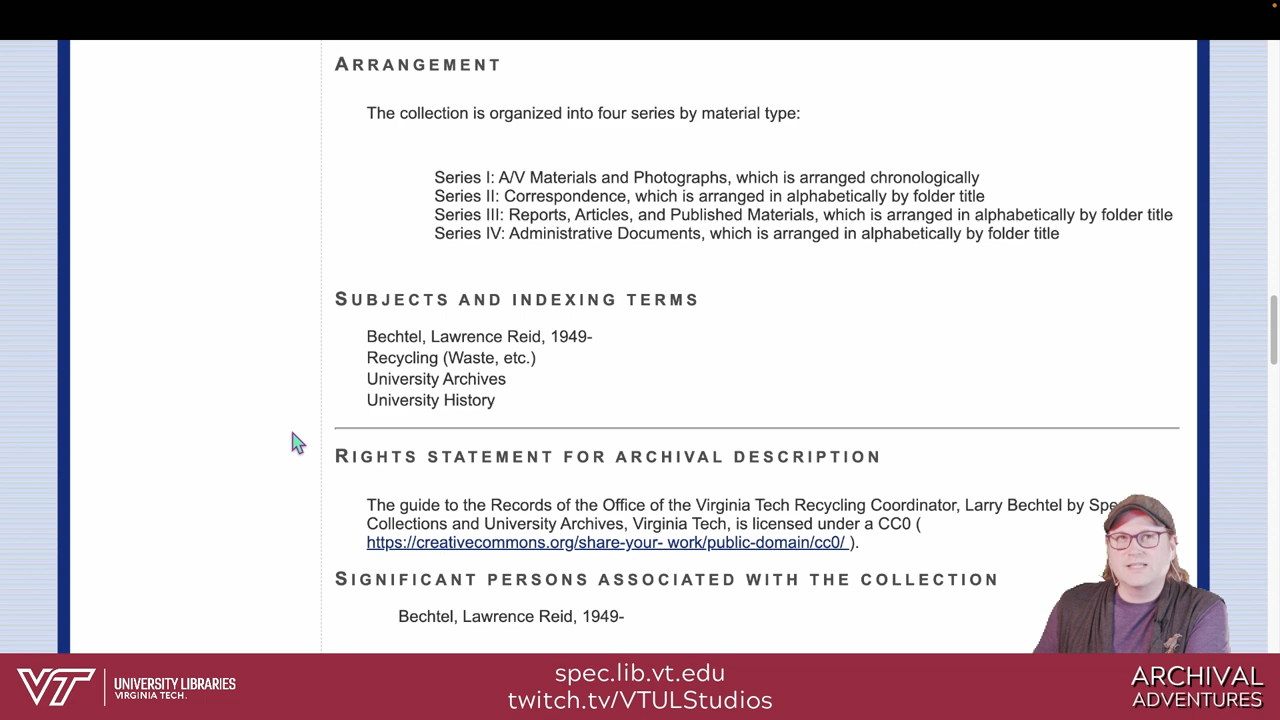 ARRANGEMENT
The collection is organized into four series by material type:
Series I: A/V Materials and Photographs, which is arranged chronologically
Series II: Correspondence, which is arranged in alphabetically by folder title
Series III: Reports, Articles, and Published Materials, which is arranged in alphabetically by folder title
Series IV: Administrative Documents, which is arranged in alphabetically by folder title
SUBJECTS AND INDEXING TERMS
Bechtel, Lawrence Reid, 1949-
Recycling (Waste, etc.)
University Archives
University History
RIGHTS STATEMENT FOR ARCHIVAL DESCRIPTION
The guide to the Records of the Office of the Virginia Tech Recycling Coordinator, Larry Bechtel by Spe
Collections and University Archives, Virginia Tech, is licensed under a CC0 (
https://creativecommons.org/share-your- work/public-domain/cc0/ ).
SIGNIFICANT PERSONS ASSOCIATED WITH THE COLLECTION
Bechtel, Lawrence Reid, 1949-
VT UNIVERSITY LIBRARIES
VIRGINIA TECH.
spec.lib.vt.edu
twitch.tv/VTULStudios
ARCHIVAL
ADVENTURES